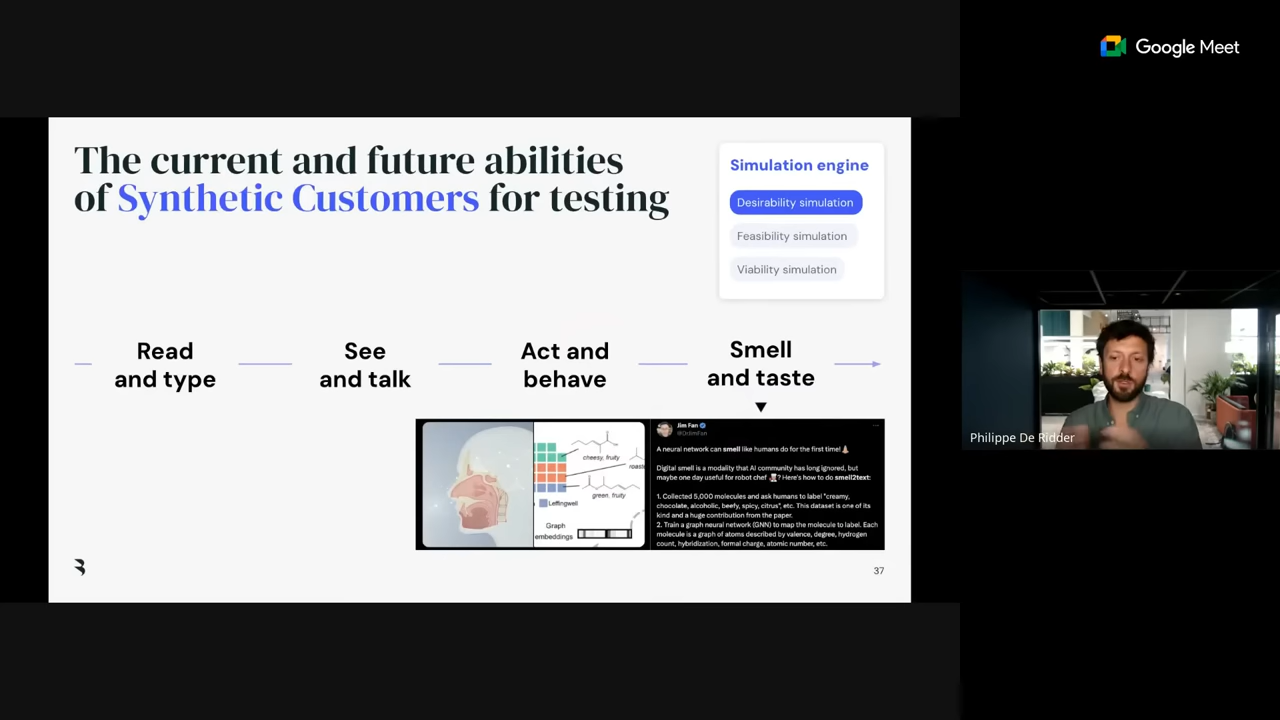 Google Meet
The current and future abilities
of Synthetic Customers for testing
Simulation engine
Desirability simulation
Feasibility simulation
Viability simulation
Read
and type
See
and talk
Act and
behave
Smell
and taste
cheesy, fruity
green, fruity
Leffingwell
Graph
embeddings
Jim Fan
@DrJimFan
A neural network can smell like humans do for the first time!
Digital smell is a modality that AI community has long ignored, but
maybe one day useful for robot chef ? Here's how to do smell2text:
1. Collected 5,000 molecules and ask humans to label "creamy,
chocolate, alcoholic, beefy, spicy, citrus", etc. This dataset is one of its
kind and a huge contribution from the paper.
2. Train a graph neural network (GNN) to map the molecule to label. Each
molecule is a graph of atoms described by valence, degree, hydrogen
count, hybridization, formal charge, atomic number, etc.
37
Philippe De Ridder